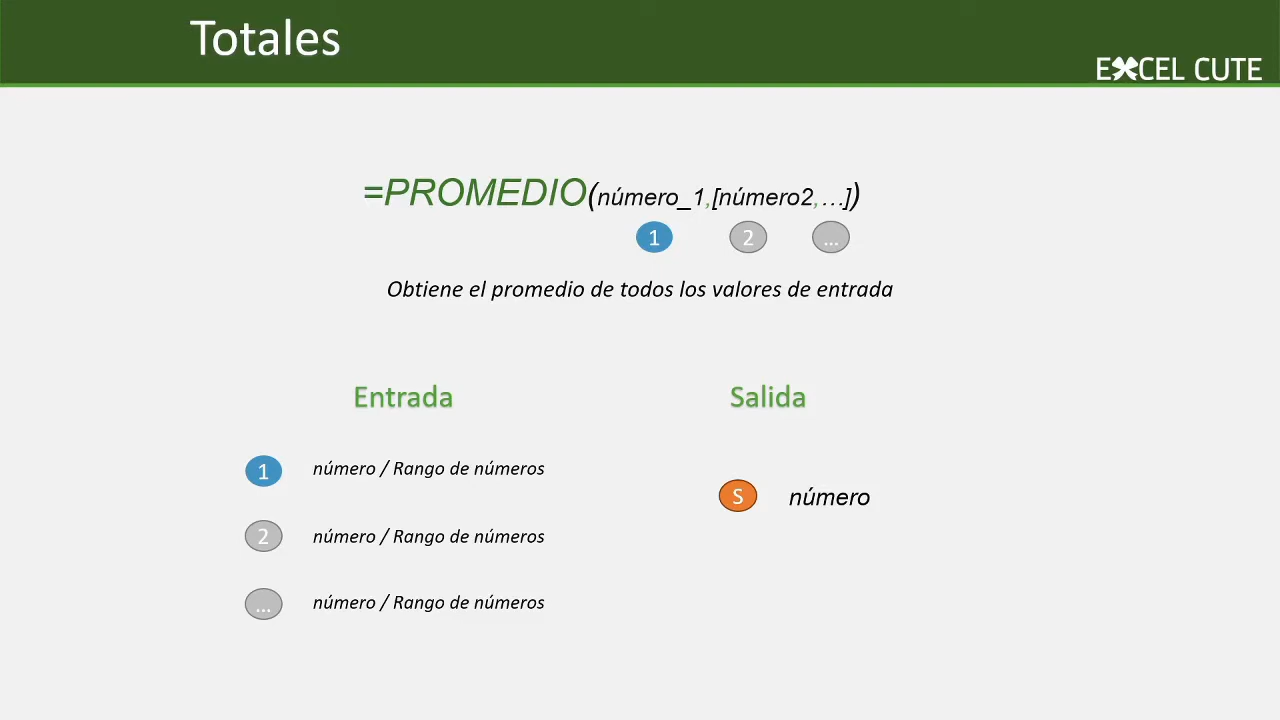 Totales
EXCEL CUTE
=PROMEDIO(número_1,[número2,…])
1 2 ...
Obtiene el promedio de todos los valores de entrada
Entrada Salida
1 número / Rango de números
S número
2 número / Rango de números
... número / Rango de números